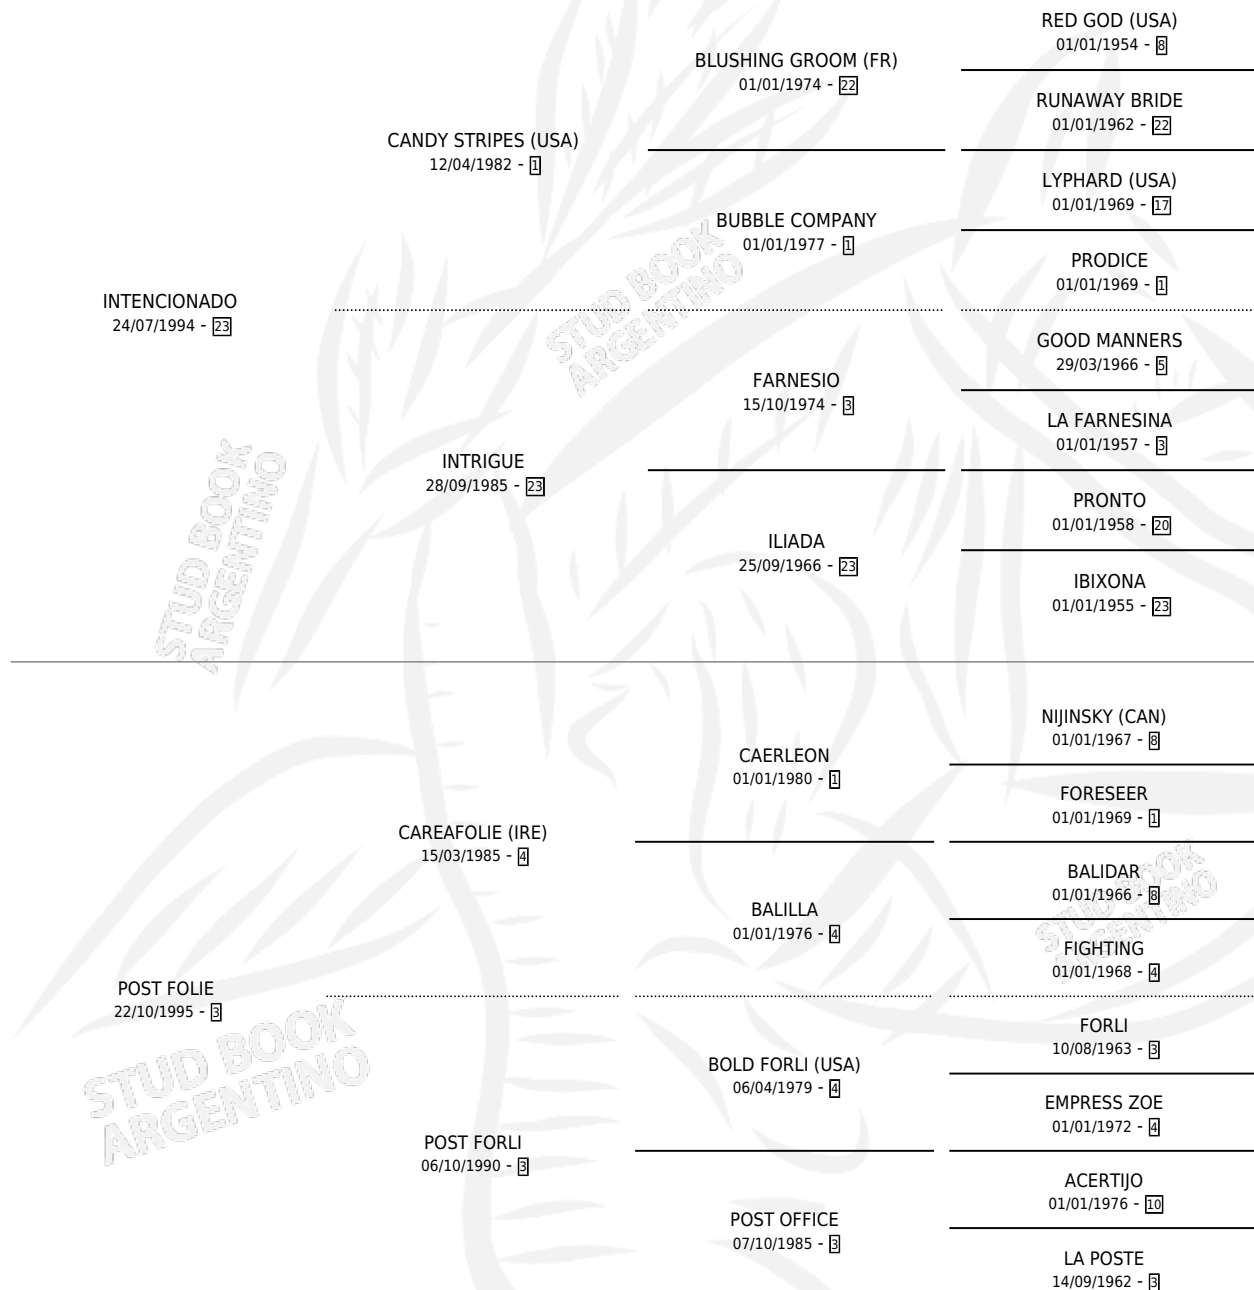 RED GOD (USA)
01/01/1954 - 8
BLUSHING GROOM (FR)
01/01/1974 - 22
RUNAWAY BRIDE
01/01/1962 - 22
CANDY STRIPES (USA)
12/04/1982 - 1
LYPHARD (USA)
01/01/1969 - 17
BUBBLE COMPANY
01/01/1977 - 1
PRODICE
01/01/1969 - 1
INTENCIONADO
24/07/1994 - 23
GOOD MANNERS
29/03/1966 - 5
FARNESIO
15/10/1974 - 3
LA FARNESINA
01/01/1957 - 3
INTRIGUE
28/09/1985 - 23
PRONTO
01/01/1958 - 20
ILIADA
25/09/1966 - 23
IBIXONA
01/01/1955 - 23
NIJINSKY (CAN)
01/01/1967 - 8
CAERLEON
01/01/1980 - 1
FORESEER
01/01/1969 - 1
CAREAFOLIE (IRE)
15/03/1985 - 4
BALIDAR
01/01/1966 - 8
BALILLA
01/01/1976 - 4
FIGHTING
01/01/1968 - 4
POST FOLIE
22/10/1995 - 3
FORLI
10/08/1963 - 3
BOLD FORLI (USA)
06/04/1979 - 4
EMPRESS ZOE
01/01/1972 - 4
POST FORLI
06/10/1990 - 3
ACERTIJO
01/01/1976 - 10
POST OFFICE
07/10/1985 - 3
LA POSTE
14/09/1962 - 3
STUD BOOK
ARGENTINO
STUD BOOK
ARGENTINO
STUD BOOK
ARGENTINO
STUD BOOK
ARGENTINO